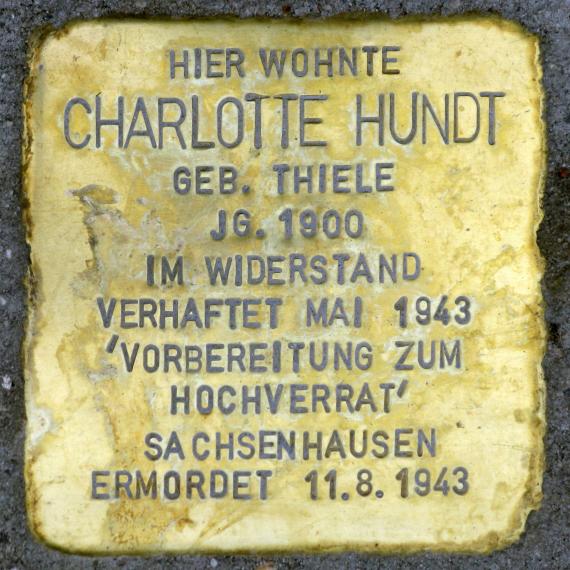 HIER WOHNTE
CHARLOTTE HUNDT
GEB. THIELE
JG. 1900
IM WIDERSTAND
VERHAFTET MAI 1943
'VORBEREITUNG ZUM
HOCHVERRAT'
SACHSENHAUSEN
ERMORDET 11.8.1943